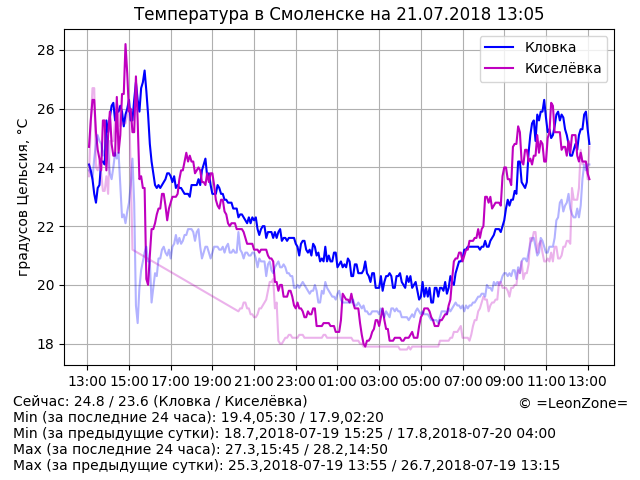 Температура в Смоленске на 21.07.2018 13:05
Кловка
Киселёвка
градусов Цельсия, °C
28
26
24
22
20
18
13:00 15:00 17:00 19:00 21:00 23:00 01:00 03:00 05:00 07:00 09:00 11:00 13:00
Сейчас: 24.8 / 23.6 (Кловка / Киселёвка)
© =LeonZone=
Min (за последние 24 часа): 19.4,05:30 / 17.9,02:20
Min (за предыдущие сутки): 18.7,2018-07-19 15:25 / 17.8,2018-07-20 04:00
Max (за последние 24 часа): 27.3,15:45 / 28.2,14:50
Max (за предыдущие сутки): 25.3,2018-07-19 13:55 / 26.7,2018-07-19 13:15